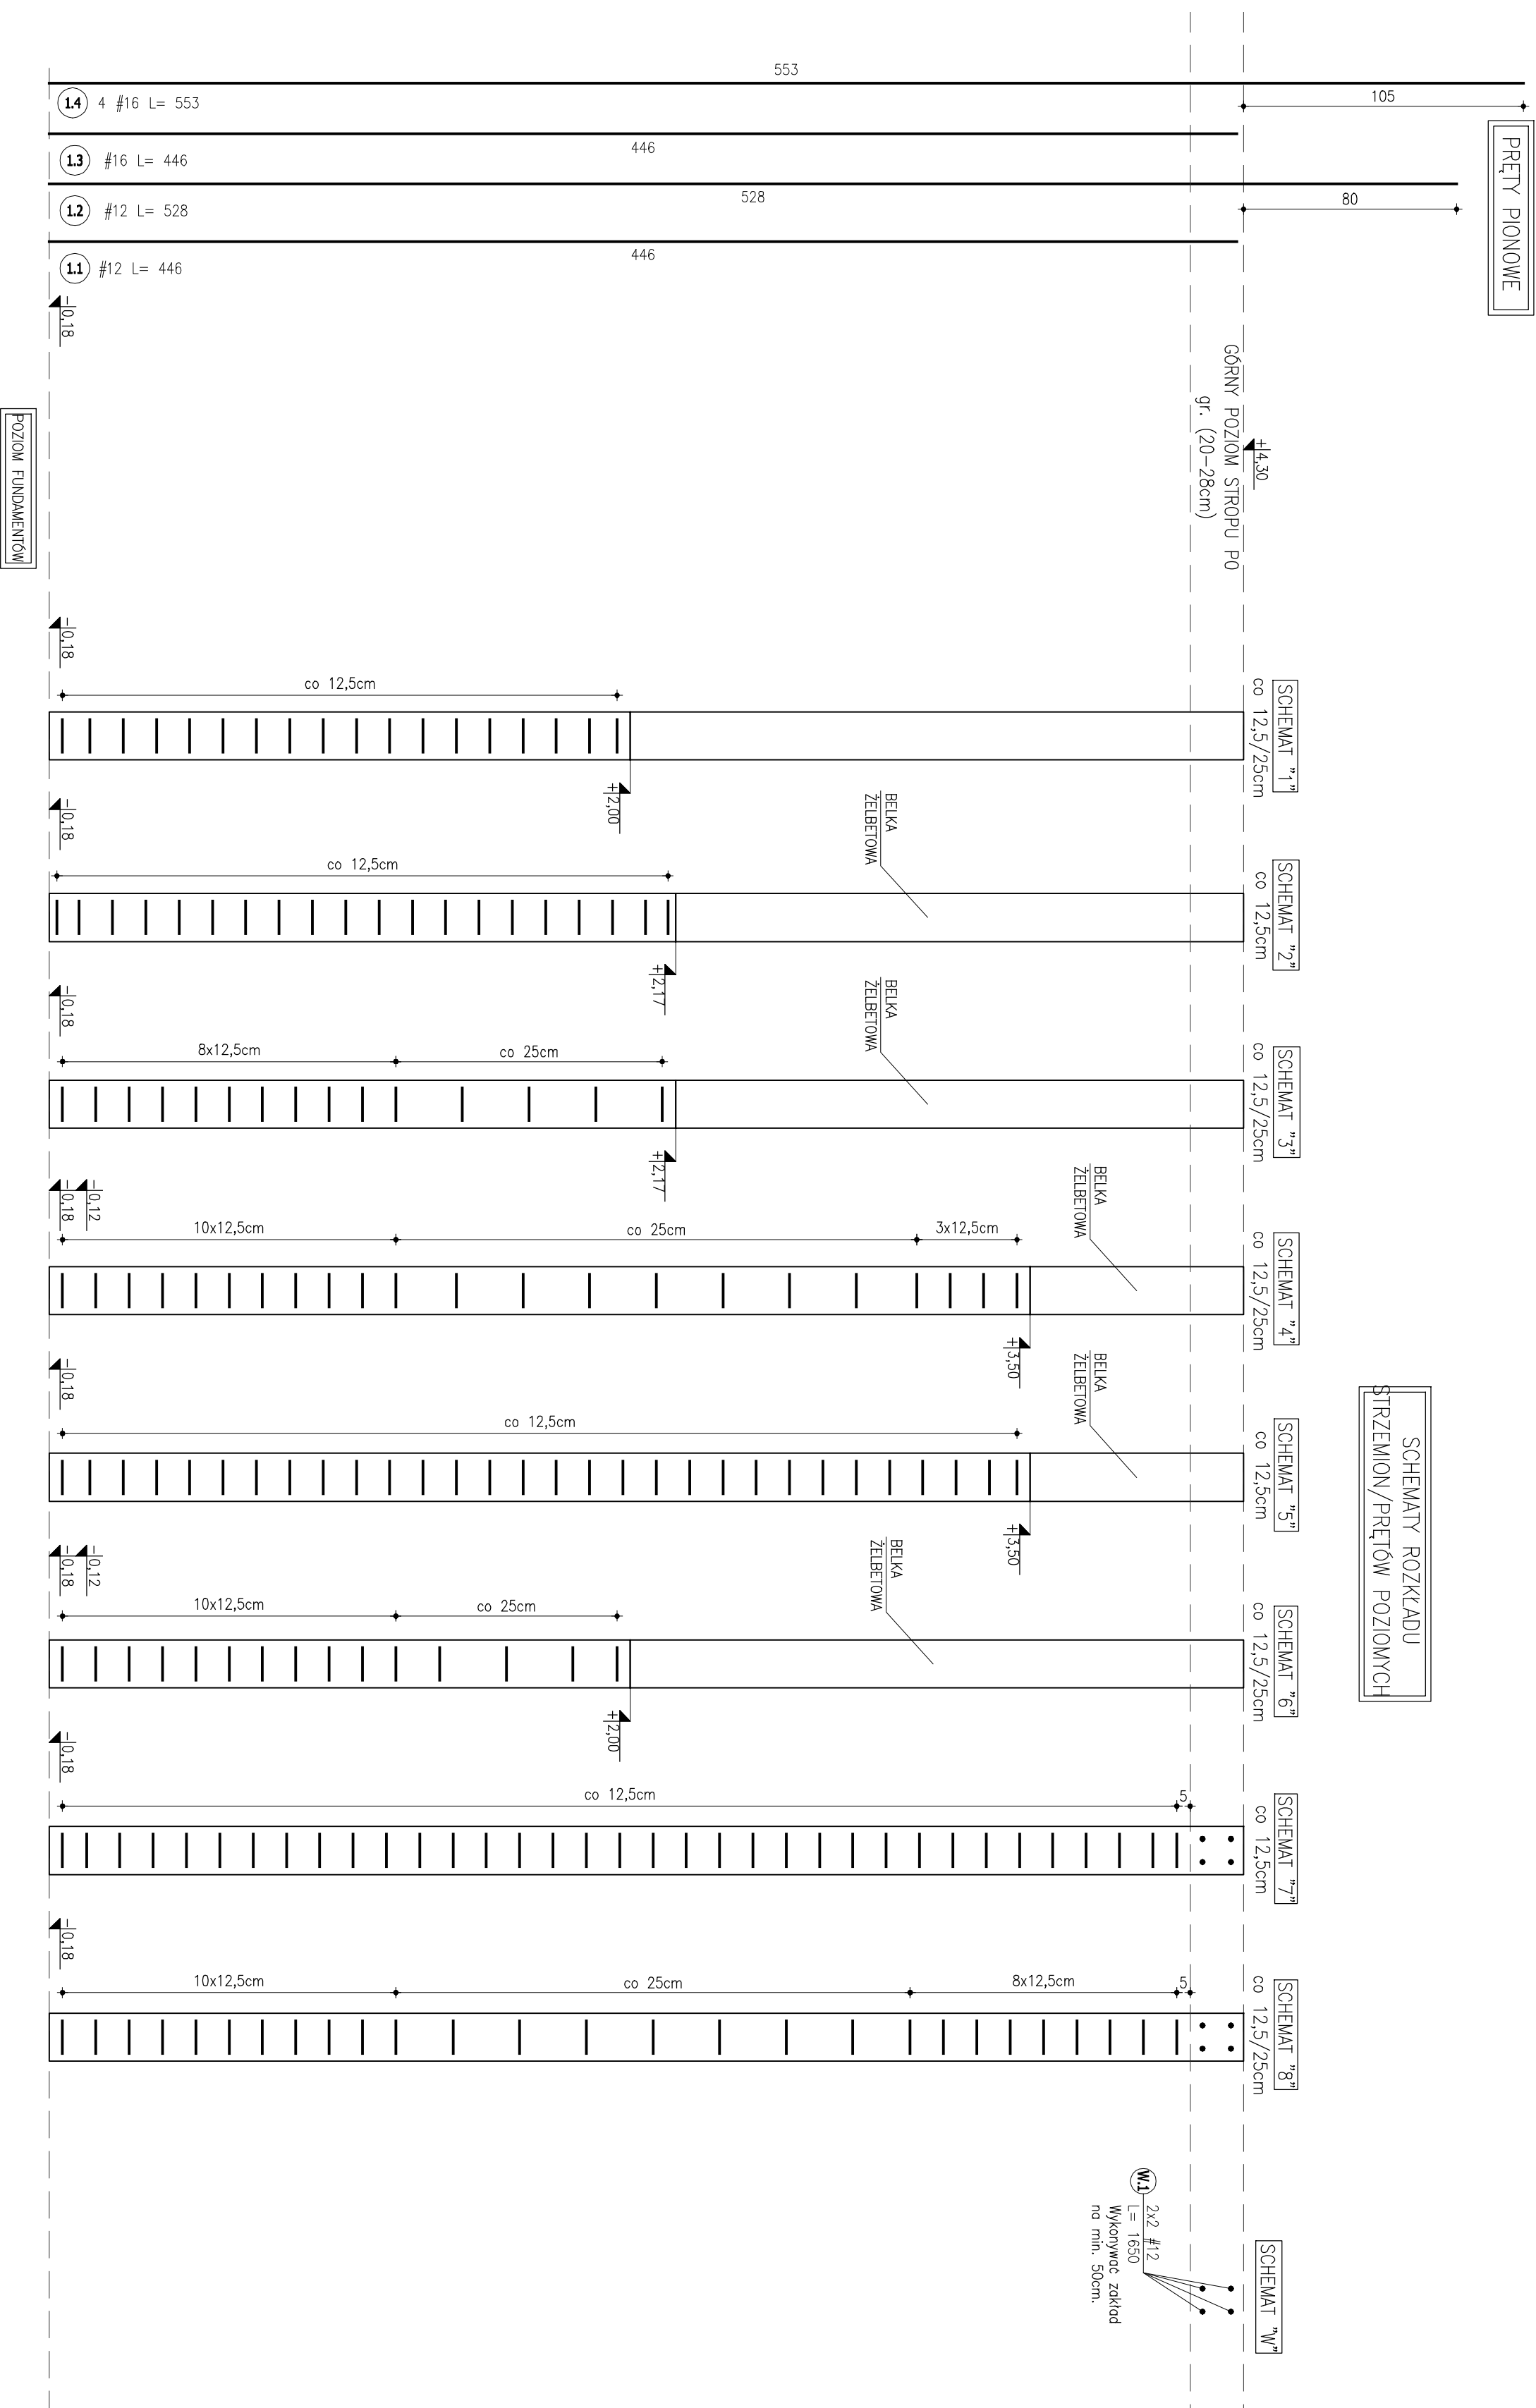 553
1.4 4 #16 L= 553
105
446
1.3 #16 L= 446
528
1.2 #12 L= 528
80
446
1.1 #12 L= 446
PRĘTY PIONOWE
-0,18
POZIOM FUNDAMENTÓW
+4,30
GÓRNY POZIOM STROPU PO
gr. (20-28cm)
SCHEMATY ROZKŁADU
STRZEMION/PRĘTÓW POZIOMYCH
SCHEMAT "1"
co 12,5/25cm
-0,18
co 12,5cm
+2,00
SCHEMAT "2"
co 12,5cm
-0,18
co 12,5cm
BELKA
ŻELBETOWA
+2,17
SCHEMAT "3"
co 12,5/25cm
-0,18
8x12,5cm
co 25cm
BELKA
ŻELBETOWA
+2,17
SCHEMAT "4"
co 12,5/25cm
-0,12
-0,18
10x12,5cm
co 25cm
3x12,5cm
BELKA
ŻELBETOWA
+3,50
SCHEMAT "5"
co 12,5cm
-0,18
co 12,5cm
BELKA
ŻELBETOWA
+3,50
SCHEMAT "6"
co 12,5/25cm
-0,12
-0,18
10x12,5cm
co 25cm
BELKA
ŻELBETOWA
+2,00
SCHEMAT "7"
co 12,5cm
-0,18
co 12,5cm
5
SCHEMAT "8"
co 12,5/25cm
-0,18
10x12,5cm
co 25cm
8x12,5cm
5
SCHEMAT "W"
W.1 2x2 #12
L= 1650
Wykonywać zakład
na min. 50cm.